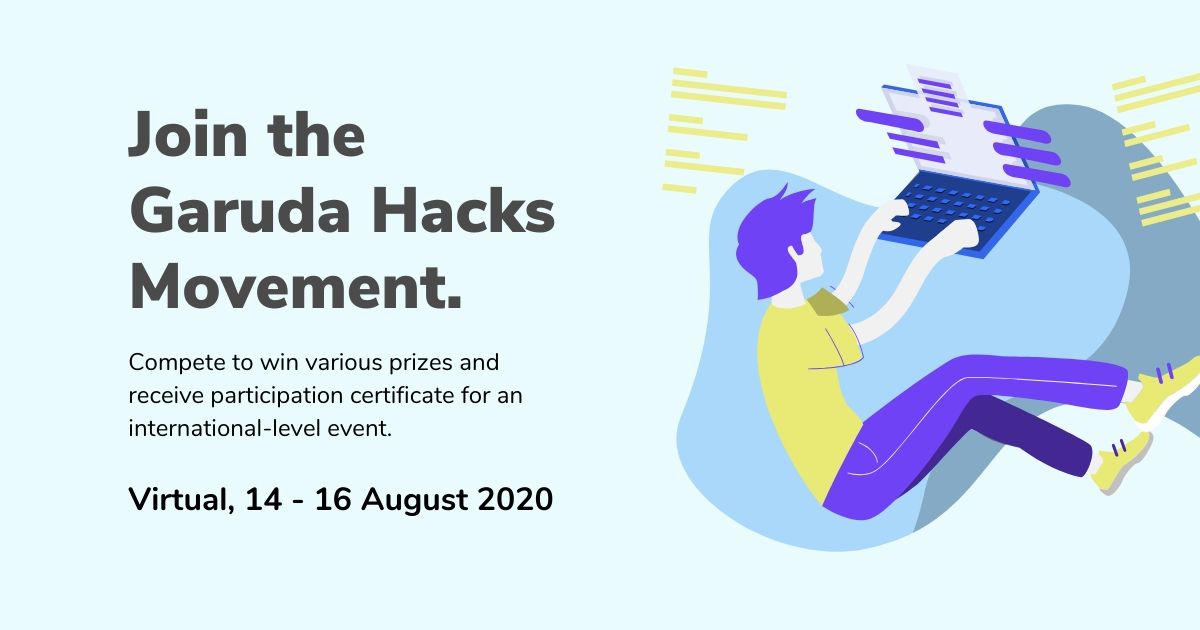 Join the
Garuda Hacks
Movement.
Compete to win various prizes and
receive participation certificate for an
international-level event.
Virtual, 14 - 16 August 2020